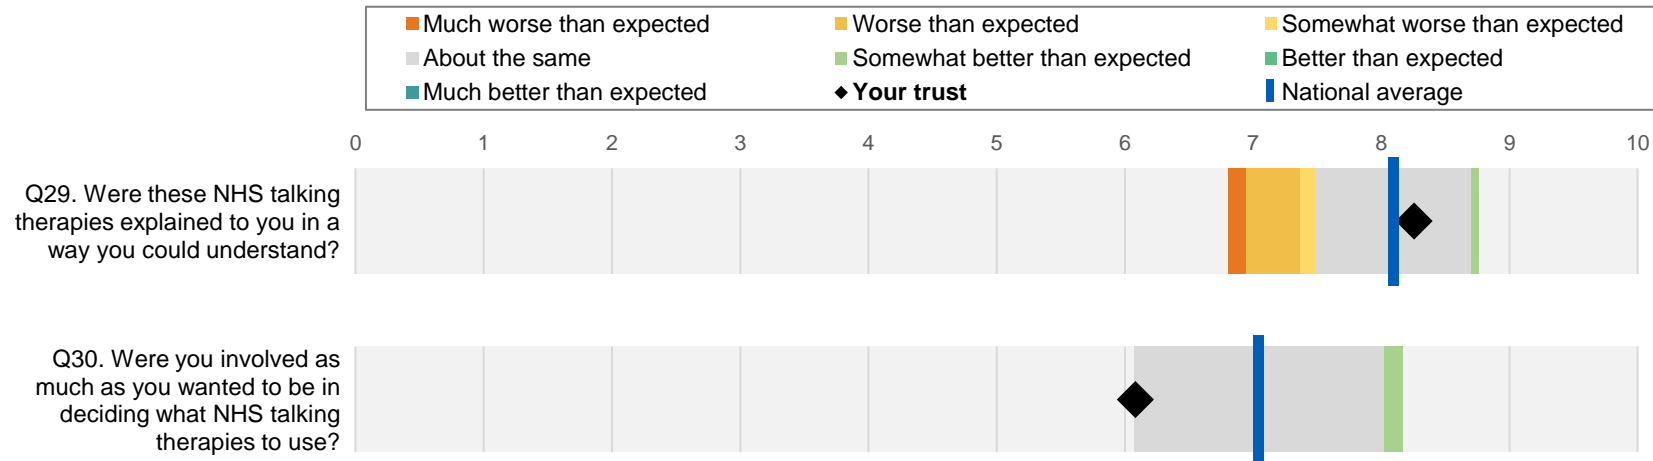 Much worse than expected
Worse than expected
Somewhat worse than expected
About the same
Somewhat better than expected
Better than expected
Much better than expected
Your trust
National average
0 1 2 3 4 5 6 7 8 9 10
Q29. Were these NHS talking
therapies explained to you in a
way you could understand?
Q30. Were you involved as
much as you wanted to be in
deciding what NHS talking
therapies to use?